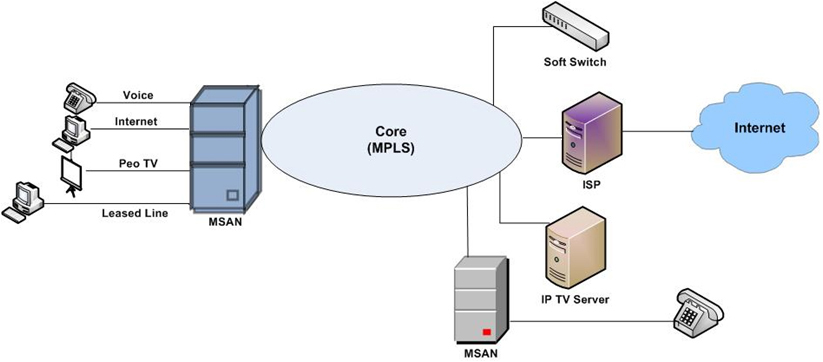 Voice
Internet
Peo TV
Leased Line
MSAN
Core
(MPLS)
Soft Switch
ISP
Internet
IP TV Server
MSAN